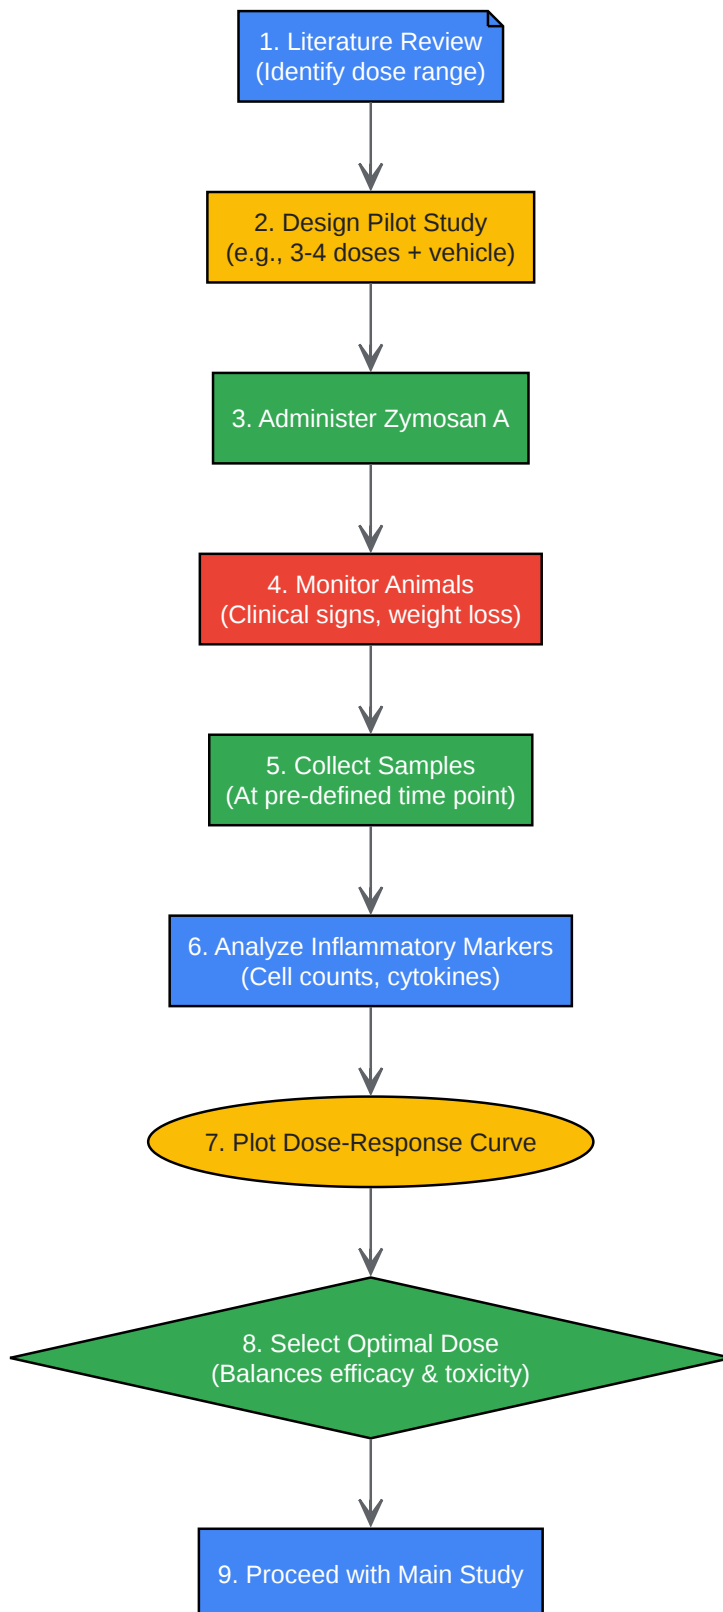 1. Literature Review
(Identify dose range)
2. Design Pilot Study
(e.g., 3-4 doses + vehicle)
3. Administer Zymosan A
4. Monitor Animals
(Clinical signs, weight loss)
5. Collect Samples
(At pre-defined time point)
6. Analyze Inflammatory Markers
(Cell counts, cytokines)
7. Plot Dose-Response Curve
8. Select Optimal Dose
(Balances efficacy & toxicity)
9. Proceed with Main Study